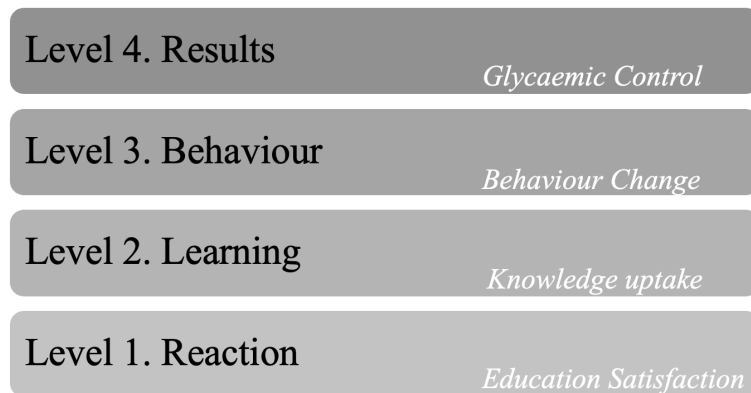 Level 4. Results
Glycaemic Control
Level 3. Behaviour
Behaviour Change
Level 2. Learning
Knowledge uptake
Level 1. Reaction
Education Satisfaction